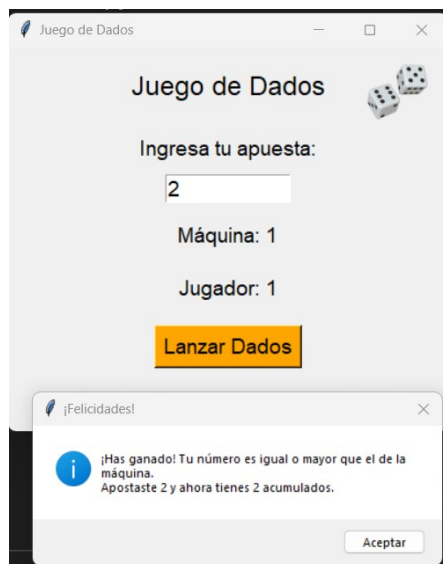 Juego de Dados
Juego de Dados
Ingresa tu apuesta:
2
Máquina: 1
Jugador: 1
Lanzar Dados
¡Felicidades!
¡Has ganado! Tu número es igual o mayor que el de la
máquina.
Apostaste 2 y ahora tienes 2 acumulados.
Aceptar